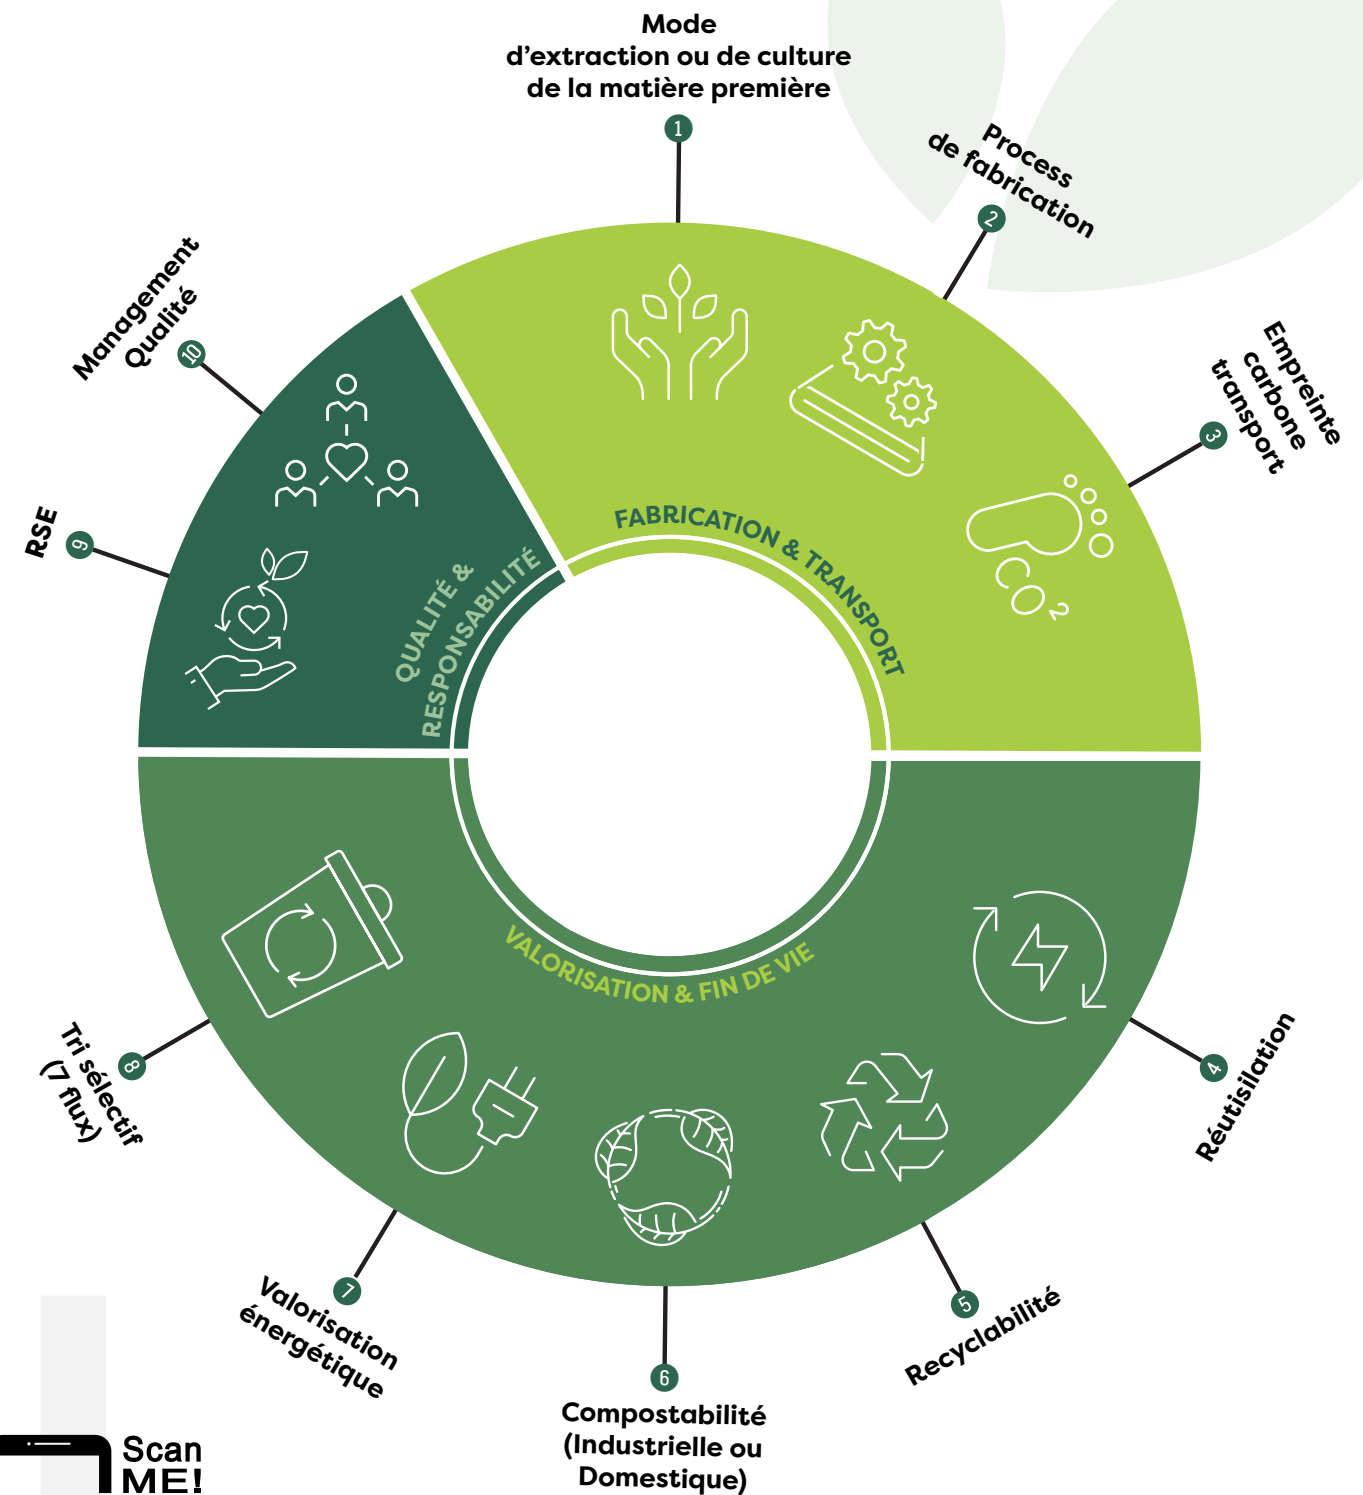 Mode
d'extraction ou de culture
de la matière première
1
Process
de fabrication
2
Empreinte
carbone
transport
3
4
Réutisilation
5
Recyclabilité
6
Compostabilité
(Industrielle ou
Domestique)
7
Valorisation
énergétique
8
Tri sélectif
(7 flux)
RSE
9
Management
Qualité
10
FABRICATION & TRANSPORT
CO2
QUALITÉ &
RESPONSABILITÉ
VALORISATION & FIN DE VIE
Scan
ME!